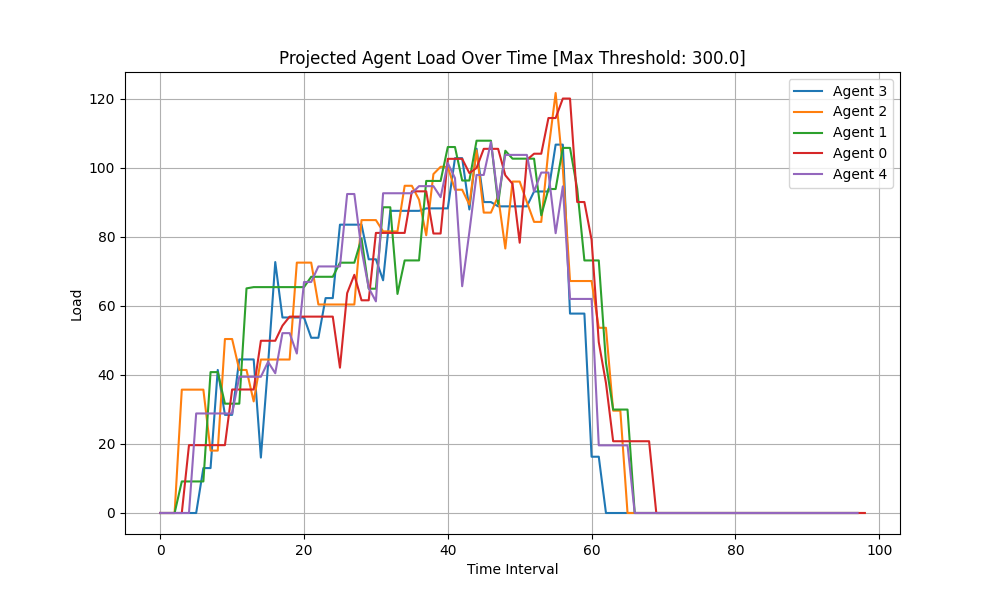 Projected Agent Load Over Time [Max Threshold: 300.0]
Agent 3
Agent 2
Agent 1
Agent 0
Agent 4
Load
120
100
80
60
40
20
0
0 20 40 60 80 100
Time Interval